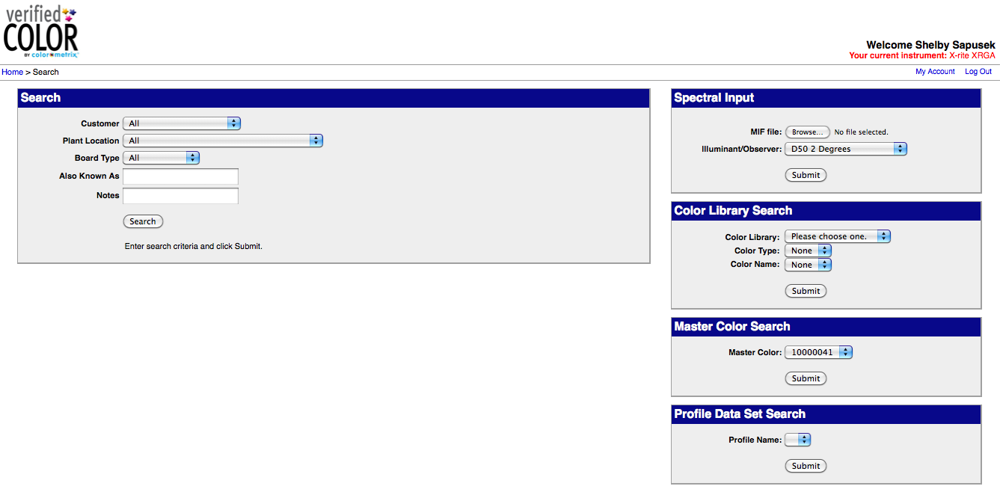 verified
COLOR
BY color metrix
Welcome Shelby Sapusek
Your current instrument: X-rite XRGA
Home > Search
My Account Log Out
Search
Customer All
Plant Location All
Board Type All
Also Known As
Notes
Search
Enter search criteria and click Submit.
Spectral Input
MIF file: Browse... No file selected.
Illuminant/Observer: D50 2 Degrees
Submit
Color Library Search
Color Library: Please choose one.
Color Type: None
Color Name: None
Submit
Master Color Search
Master Color: 10000041
Submit
Profile Data Set Search
Profile Name:
Submit